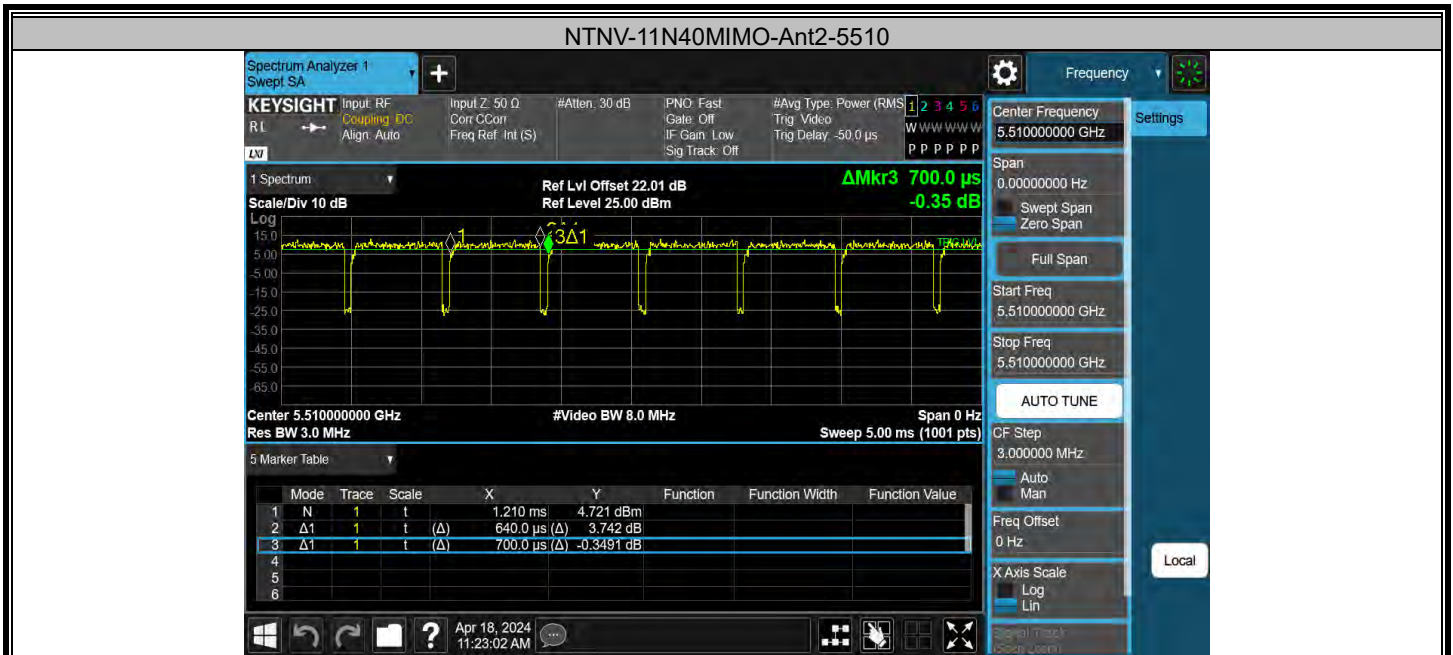 NTNV-11N40MIMO-Ant2-5510
Spectrum Analyzer 1
Swept SA
Frequency
KEYSIGHT
RL
LXI
Input: RF
Coupling: DC
Align: Auto
Input Z: 50 Ω
Corr CCorr
Freq Ref: Int (S)
#Atten: 30 dB
PNO: Fast
Gate: Off
IF Gain: Low
Sig Track: Off
#Avg Type: Power (RMS
Trig: Video
Trig Delay: -50.0 µs
1 2 3 4 5 6
W W W W W W
P P P P P P
Center Frequency
5.510000000 GHz
Settings
1 Spectrum
Ref Lvl Offset 22.01 dB
ΔMkr3 700.0 µs
Scale/Div 10 dB
Ref Level 25.00 dBm
-0.35 dB
Span
0.00000000 Hz
Swept Span
Zero Span
Full Span
Log
15.0
5.00
-5.00
-15.0
-25.0
-35.0
-45.0
-55.0
-65.0
1
3Δ1
Start Freq
5.510000000 GHz
Stop Freq
5.510000000 GHz
AUTO TUNE
Center 5.510000000 GHz
#Video BW 8.0 MHz
Span 0 Hz
Res BW 3.0 MHz
Sweep 5.00 ms (1001 pts)
CF Step
3.000000 MHz
Auto
Man
5 Marker Table
Mode Trace Scale X Y Function Function Width Function Value
1 N 1 t 1.210 ms 4.721 dBm
2 Δ1 1 t (Δ) 640.0 µs (Δ) 3.742 dB
3 Δ1 1 t (Δ) 700.0 µs (Δ) -0.3491 dB
4
5
6
Freq Offset
0 Hz
X Axis Scale
Log
Lin
Local
Signal Track
(Span Zoom)
?
Apr 18, 2024
11:23:02 AM